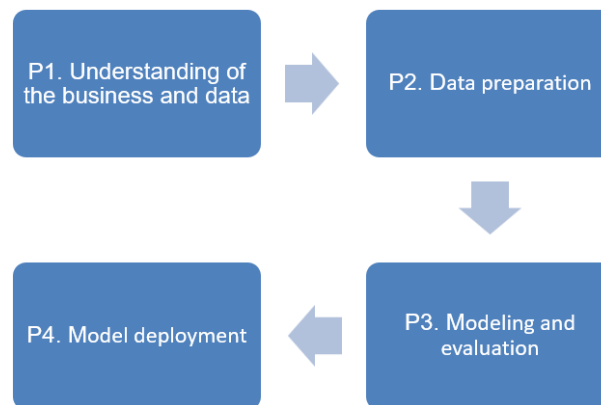 P1. Understanding of
the business and data
P2. Data preparation
P4. Model deployment
P3. Modeling and
evaluation